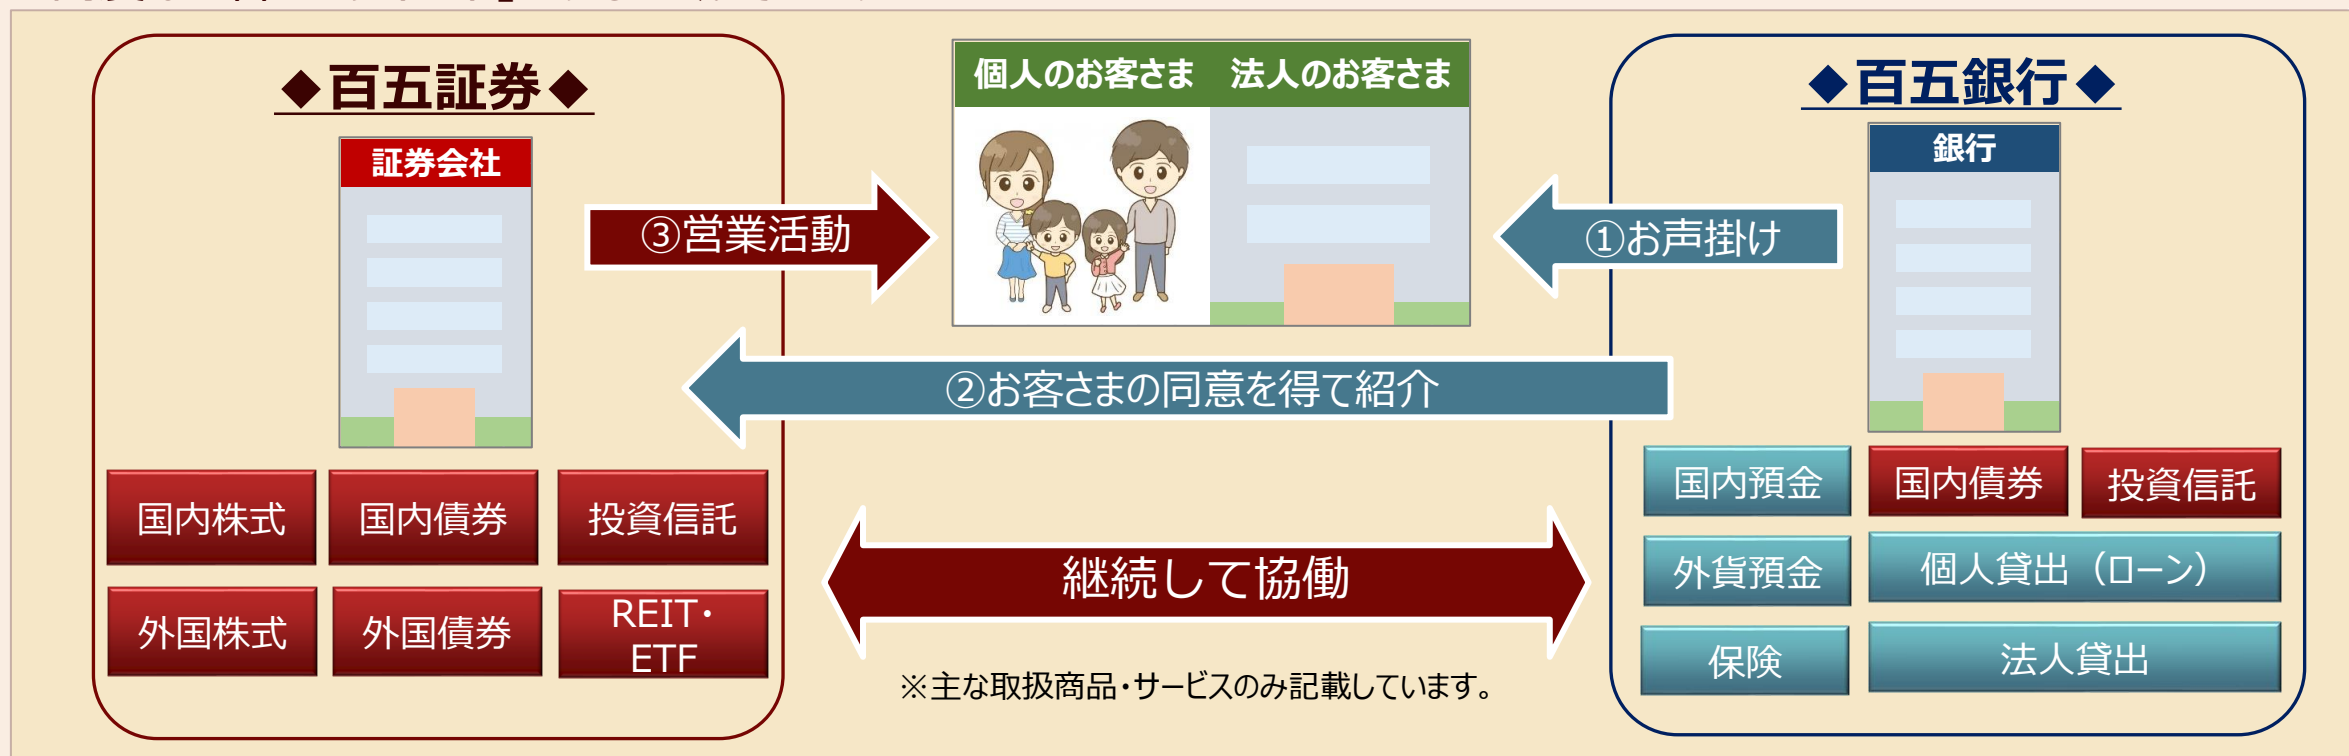 ◆百五証券◆
証券会社
国内株式
国内債券
投資信託
外国株式
外国債券
REIT・
ETF
個人のお客さま
法人のお客さま
③営業活動
①お声掛け
②お客さまの同意を得て紹介
継続して協働
※主な取扱商品・サービスのみ記載しています。
◆百五銀行◆
銀行
国内預金
国内債券
投資信託
外貨預金
個人貸出（ローン）
保険
法人貸出